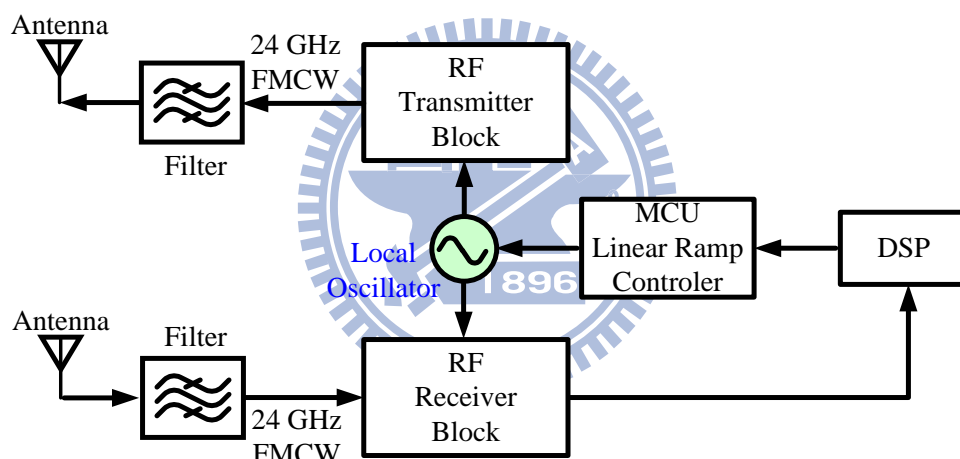 Antenna
24 GHz
FMCW
Filter
RF
Transmitter
Block
Local
Oscillator
MCU
Linear Ramp
Controler
DSP
1896
Antenna
Filter
24 GHz
FMCW
RF
Receiver
Block